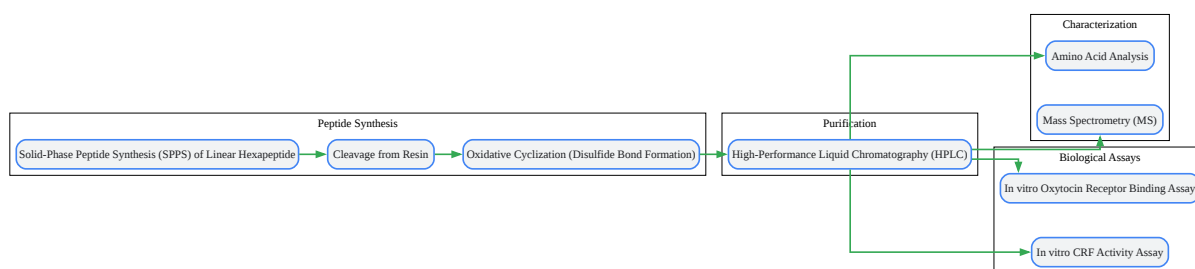 Characterization
Amino Acid Analysis
Mass Spectrometry (MS)
Peptide Synthesis
Solid-Phase Peptide Synthesis (SPPS) of Linear Hexapeptide
Cleavage from Resin
Oxidative Cyclization (Disulfide Bond Formation)
Purification
High-Performance Liquid Chromatography (HPLC)
Biological Assays
In vitro Oxytocin Receptor Binding Assay
In vitro CRF Activity Assay